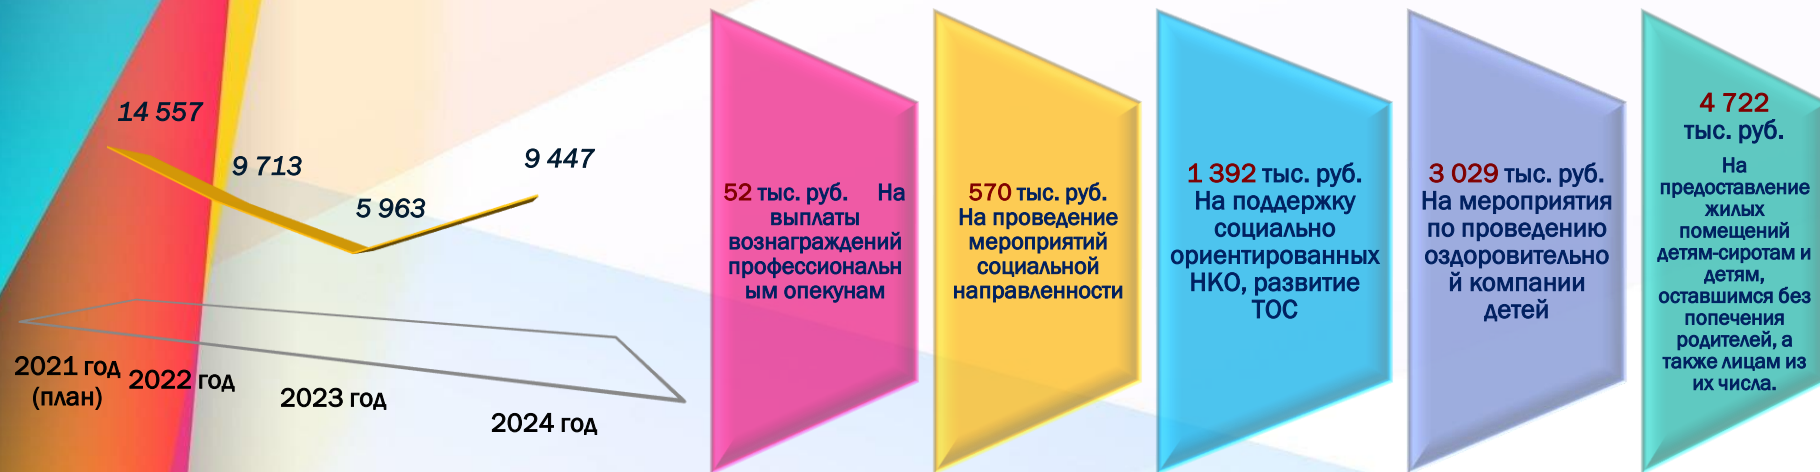 14 557
9 713
5 963
9 447
2021 год
(план)
2022 год
2023 год
2024 год
52 тыс. руб. На
выплаты
вознаграждений
профессиональн
ым опекунам
570 тыс. руб.
На проведение
мероприятий
социальной
направленности
1 392 тыс. руб.
На поддержку
социально
ориентированных
НКО, развитие
ТОС
3 029 тыс. руб.
На мероприятия
по проведению
оздоровительно
й компании
детей
4 722
тыс. руб.
На
предоставление
жилых
помещений
детям-сиротам и
детям,
оставшимся без
попечения
родителей, а
также лицам из
их числа.